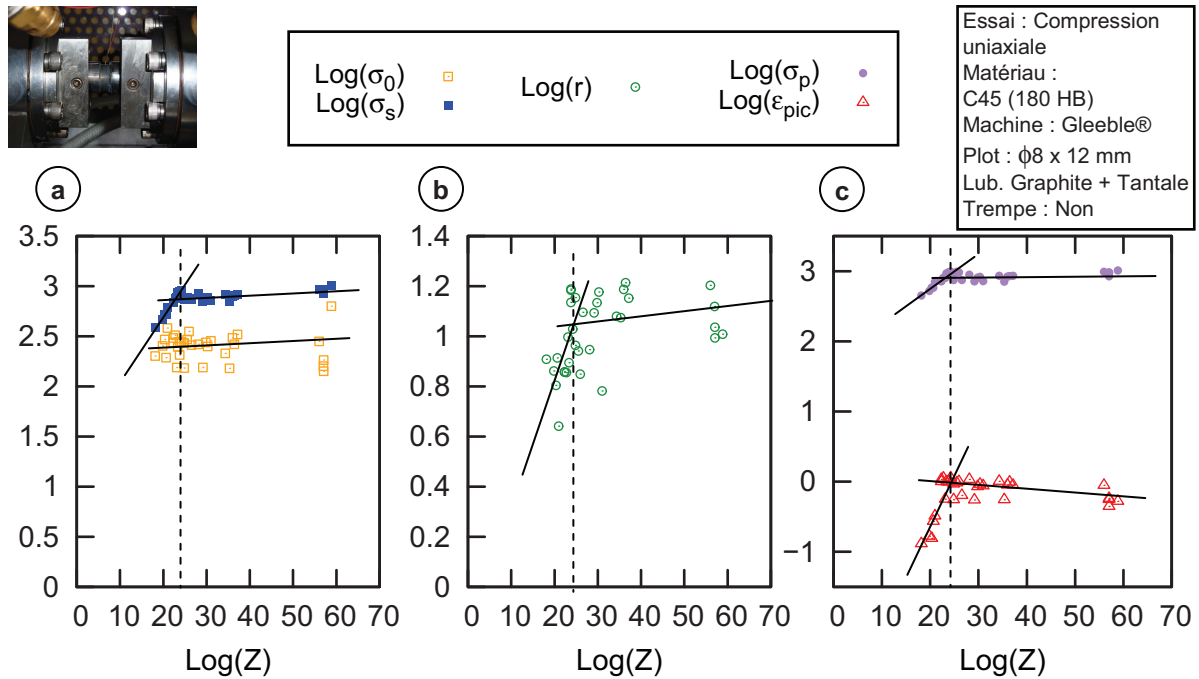 Log(σ0)
Log(σs)
Log(r)
Log(σp)
Log(εpic)
Essai : Compression
uniaxiale
Matériau :
C45 (180 HB)
Machine : Gleeble®
Plot : ϕ8 x 12 mm
Lub. Graphite + Tantale
Trempe : Non
a
3.5
3
2.5
2
1.5
1
0.5
0
0 10 20 30 40 50 60 70
Log(Z)
b
1.4
1.2
1
0.8
0.6
0.4
0.2
0
0 10 20 30 40 50 60 70
Log(Z)
c
3
2
1
0
−1
0 10 20 30 40 50 60 70
Log(Z)